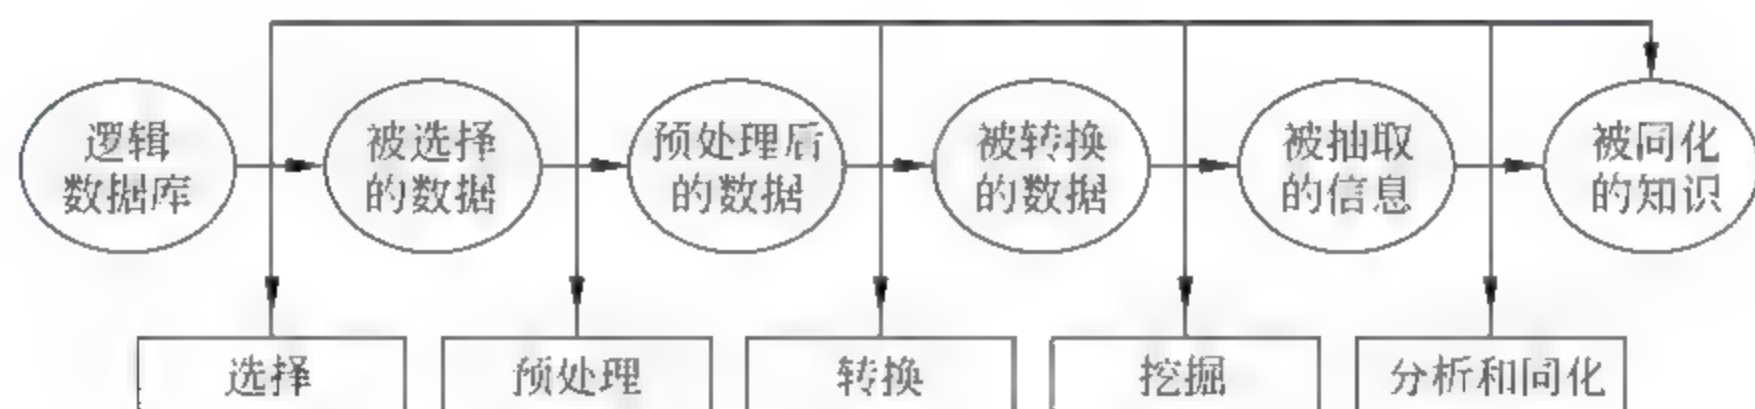 逻辑
数据库
被选择
的数据
预处理后
的数据
被转换
的数据
被抽取
的信息
被同化
的知识
选择
预处理
转换
挖掘
分析和同化